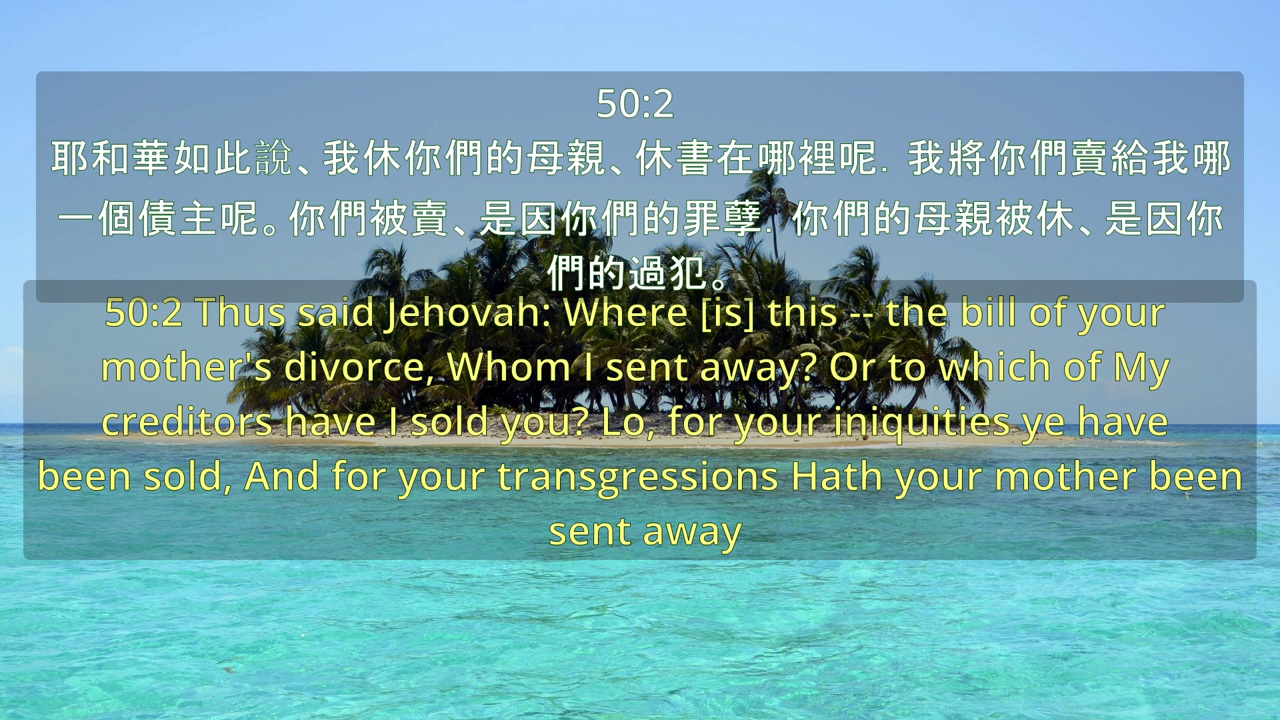 50:2
耶和華如此說、我休你們的母親、休書在哪裡呢. 我將你們賣給我哪
一個債主呢。你們被賣、是因你們的罪孽. 你們的母親被休、是因你
們的過犯。
50:2 Thus said Jehovah: Where [is] this -- the bill of your
mother's divorce, Whom I sent away? Or to which of My
creditors have I sold you? Lo, for your iniquities ye have
been sold, And for your transgressions Hath your mother been
sent away